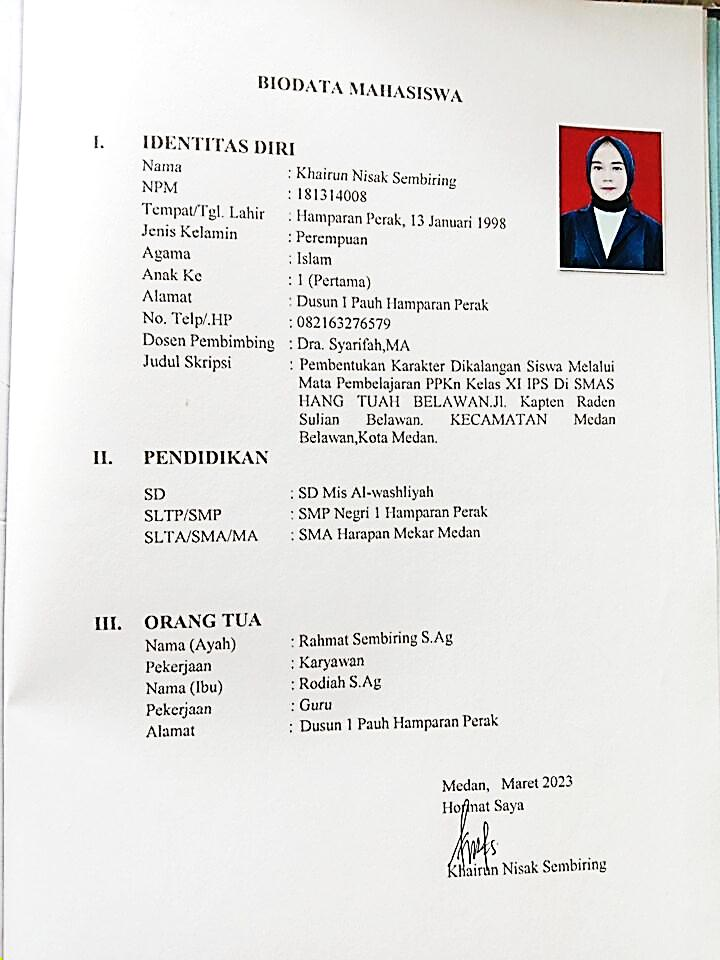 BIODATA MAHASISWA
I. IDENTITAS DIRI
Nama : Khairun Nisak Sembiring
NPM : 181314008
Tempat/Tgl. Lahir : Hamparan Perak, 13 Januari 1998
Jenis Kelamin : Perempuan
Agama : Islam
Anak Ke : 1 (Pertama)
Alamat : Dusun I Pauh Hamparan Perak
No. Telp/.HP : 082163276579
Dosen Pembimbing : Dra. Syarifah,MA
Judul Skripsi : Pembentukan Karakter Dikalangan Siswa Melalui
Mata Pembelajaran PPKn Kelas XI IPS Di SMAS
HANG TUAH BELAWAN.Jl. Kapten Raden
Sulian Belawan. KECAMATAN Medan
Belawan,Kota Medan.
II. PENDIDIKAN
SD : SD Mis Al-washliyah
SLTP/SMP : SMP Negri 1 Hamparan Perak
SLTA/SMA/MA : SMA Harapan Mekar Medan
III. ORANG TUA
Nama (Ayah) : Rahmat Sembiring S.Ag
Pekerjaan : Karyawan
Nama (Ibu) : Rodiah S.Ag
Pekerjaan : Guru
Alamat : Dusun 1 Pauh Hamparan Perak
Medan, Maret 2023
Hormat Saya
Khairun Nisak Sembiring